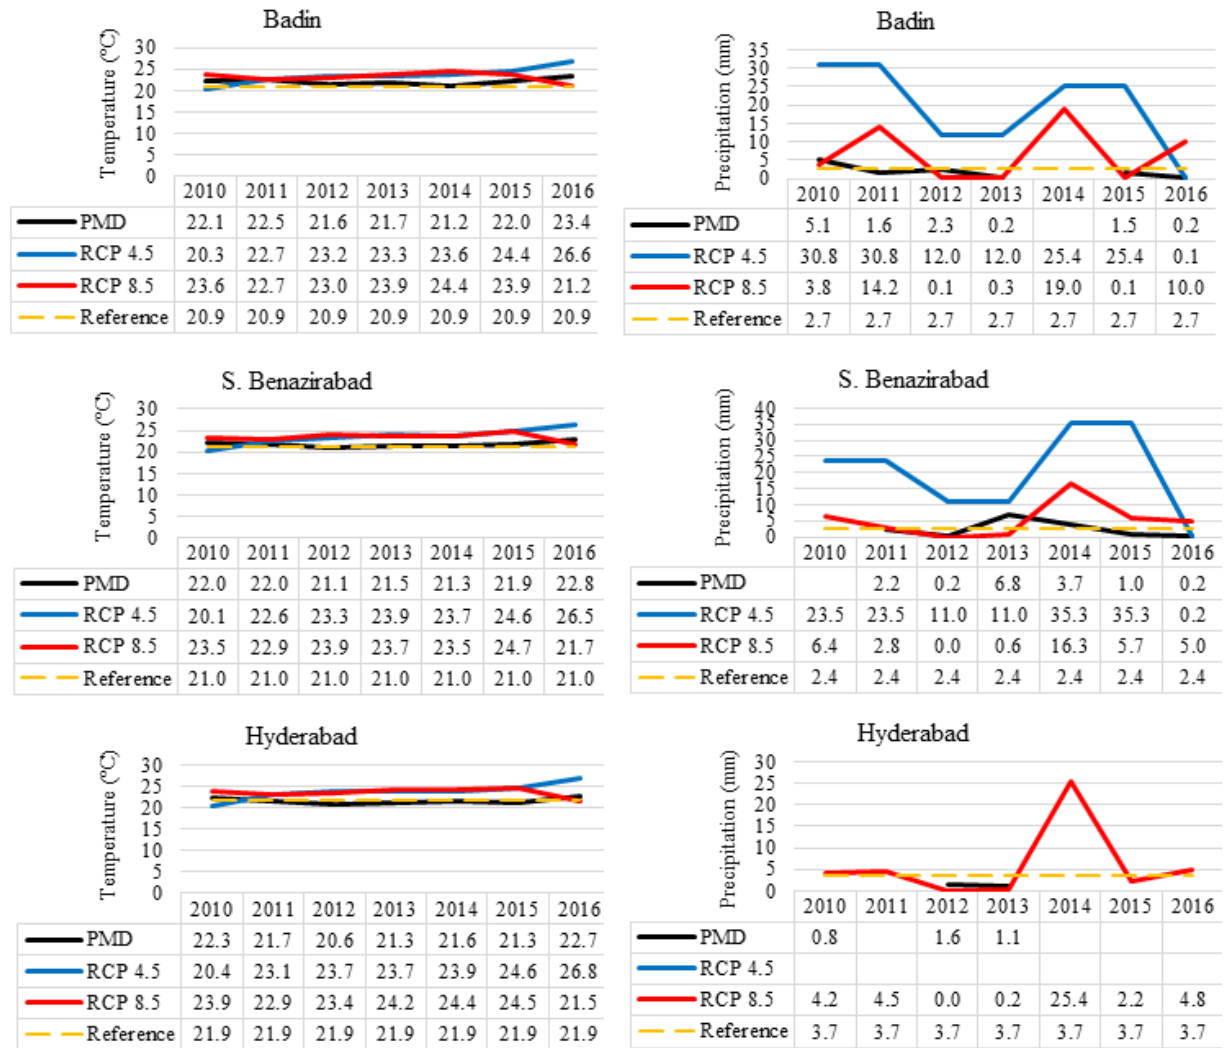 Badin
Temperature (°C)
30
25
20
15
10
5
0
2010 2011 2012 2013 2014 2015 2016
PMD 22.1 22.5 21.6 21.7 21.2 22.0 23.4
RCP 4.5 20.3 22.7 23.2 23.3 23.6 24.4 26.6
RCP 8.5 23.6 22.7 23.0 23.9 24.4 23.9 21.2
Reference 20.9 20.9 20.9 20.9 20.9 20.9 20.9
Badin
Precipitation (mm)
35
30
25
20
15
10
5
0
2010 2011 2012 2013 2014 2015 2016
PMD 5.1 1.6 2.3 0.2 1.5 0.2
RCP 4.5 30.8 30.8 12.0 12.0 25.4 25.4 0.1
RCP 8.5 3.8 14.2 0.1 0.3 19.0 0.1 10.0
Reference 2.7 2.7 2.7 2.7 2.7 2.7 2.7
S. Benazirabad
Temperature (°C)
30
25
20
15
10
5
0
2010 2011 2012 2013 2014 2015 2016
PMD 22.0 22.0 21.1 21.5 21.3 21.9 22.8
RCP 4.5 20.1 22.6 23.3 23.9 23.7 24.6 26.5
RCP 8.5 23.5 22.9 23.9 23.7 23.5 24.7 21.7
Reference 21.0 21.0 21.0 21.0 21.0 21.0 21.0
S. Benazirabad
Precipitation (mm)
40
35
30
25
20
15
10
5
0
2010 2011 2012 2013 2014 2015 2016
PMD 2.2 0.2 6.8 3.7 1.0 0.2
RCP 4.5 23.5 23.5 11.0 11.0 35.3 35.3 0.2
RCP 8.5 6.4 2.8 0.0 0.6 16.3 5.7 5.0
Reference 2.4 2.4 2.4 2.4 2.4 2.4 2.4
Hyderabad
Temperature (°C)
30
25
20
15
10
5
0
2010 2011 2012 2013 2014 2015 2016
PMD 22.3 21.7 20.6 21.3 21.6 21.3 22.7
RCP 4.5 20.4 23.1 23.7 23.7 23.9 24.6 26.8
RCP 8.5 23.9 22.9 23.4 24.2 24.4 24.5 21.5
Reference 21.9 21.9 21.9 21.9 21.9 21.9 21.9
Hyderabad
Precipitation (mm)
30
25
20
15
10
5
0
2010 2011 2012 2013 2014 2015 2016
PMD 0.8 1.6 1.1
RCP 4.5
RCP 8.5 4.2 4.5 0.0 0.2 25.4 2.2 4.8
Reference 3.7 3.7 3.7 3.7 3.7 3.7 3.7